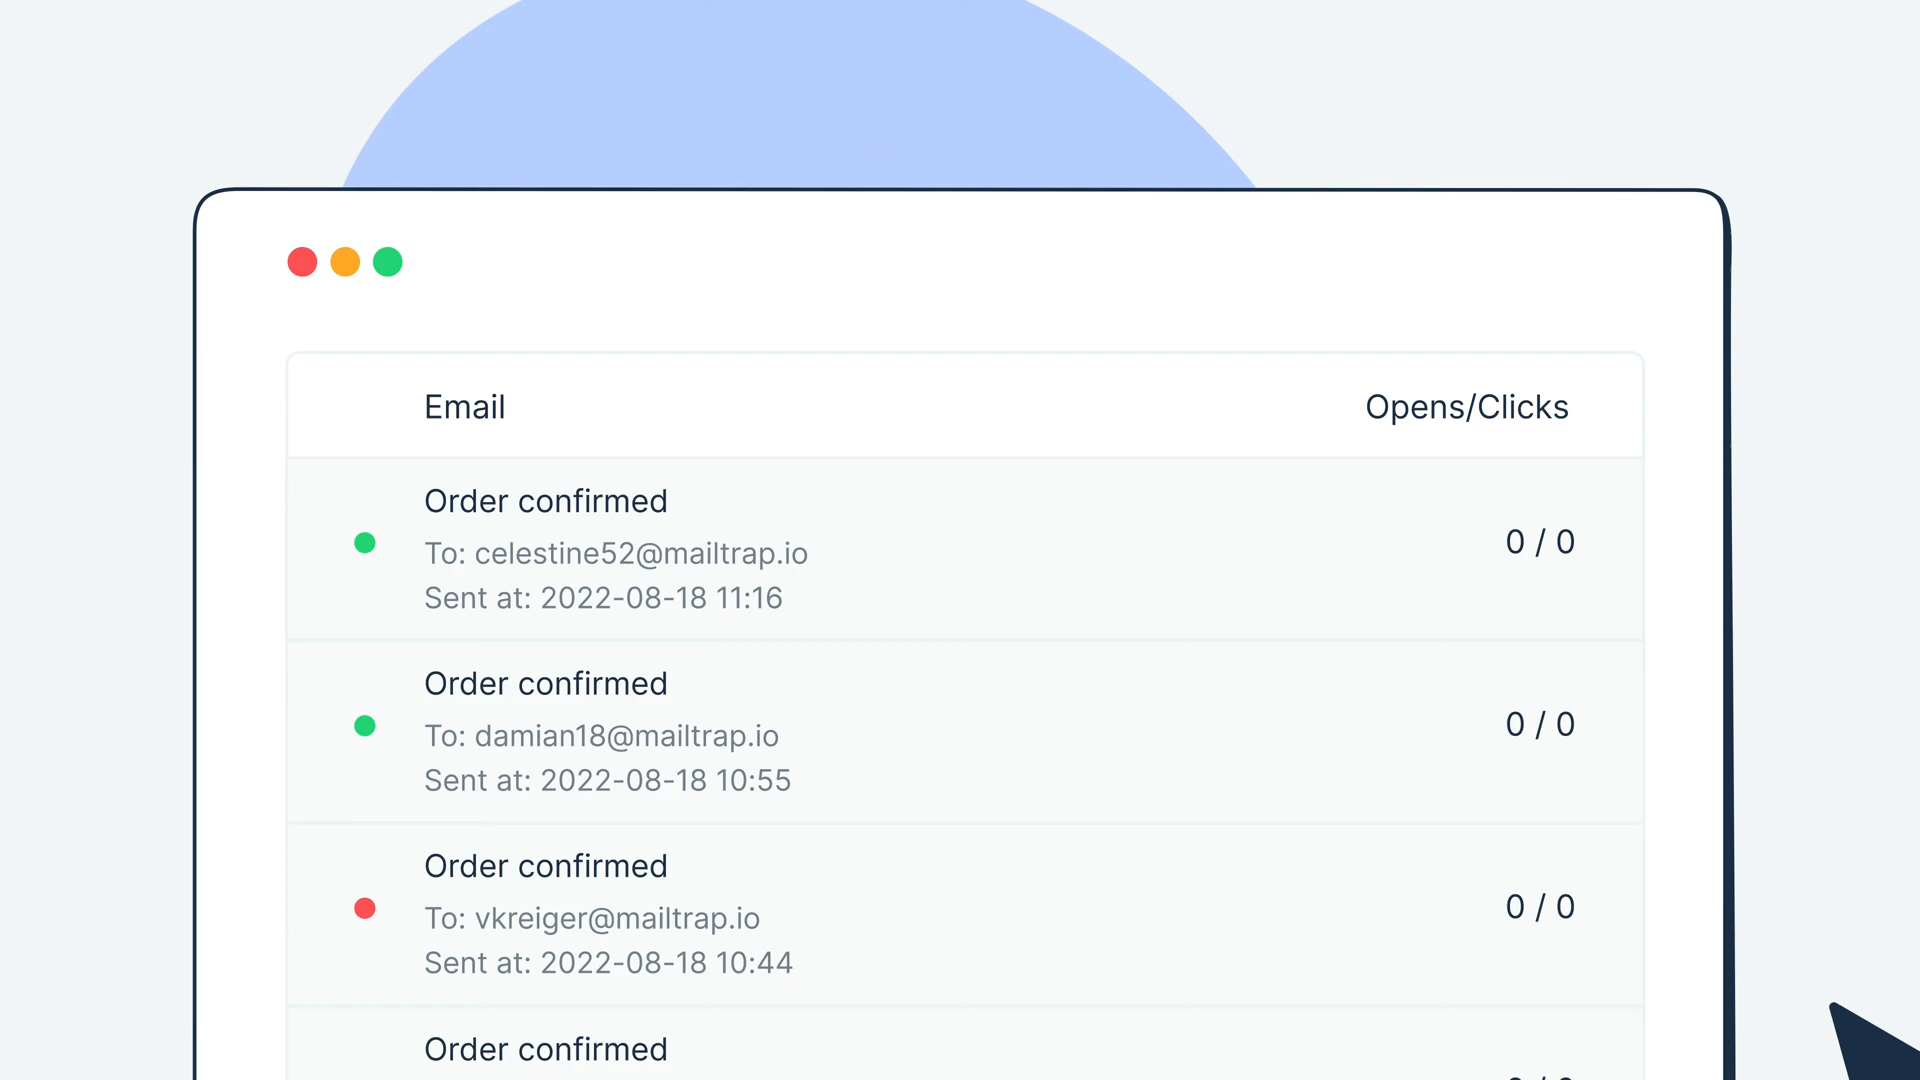 Email
Opens/Clicks
Order confirmed
To: celestine52@mailtrap.io
Sent at: 2022-08-18 11:16
0 / 0
Order confirmed
To: damian18@mailtrap.io
Sent at: 2022-08-18 10:55
0 / 0
Order confirmed
To: vkreiger@mailtrap.io
Sent at: 2022-08-18 10:44
0 / 0
Order confirmed